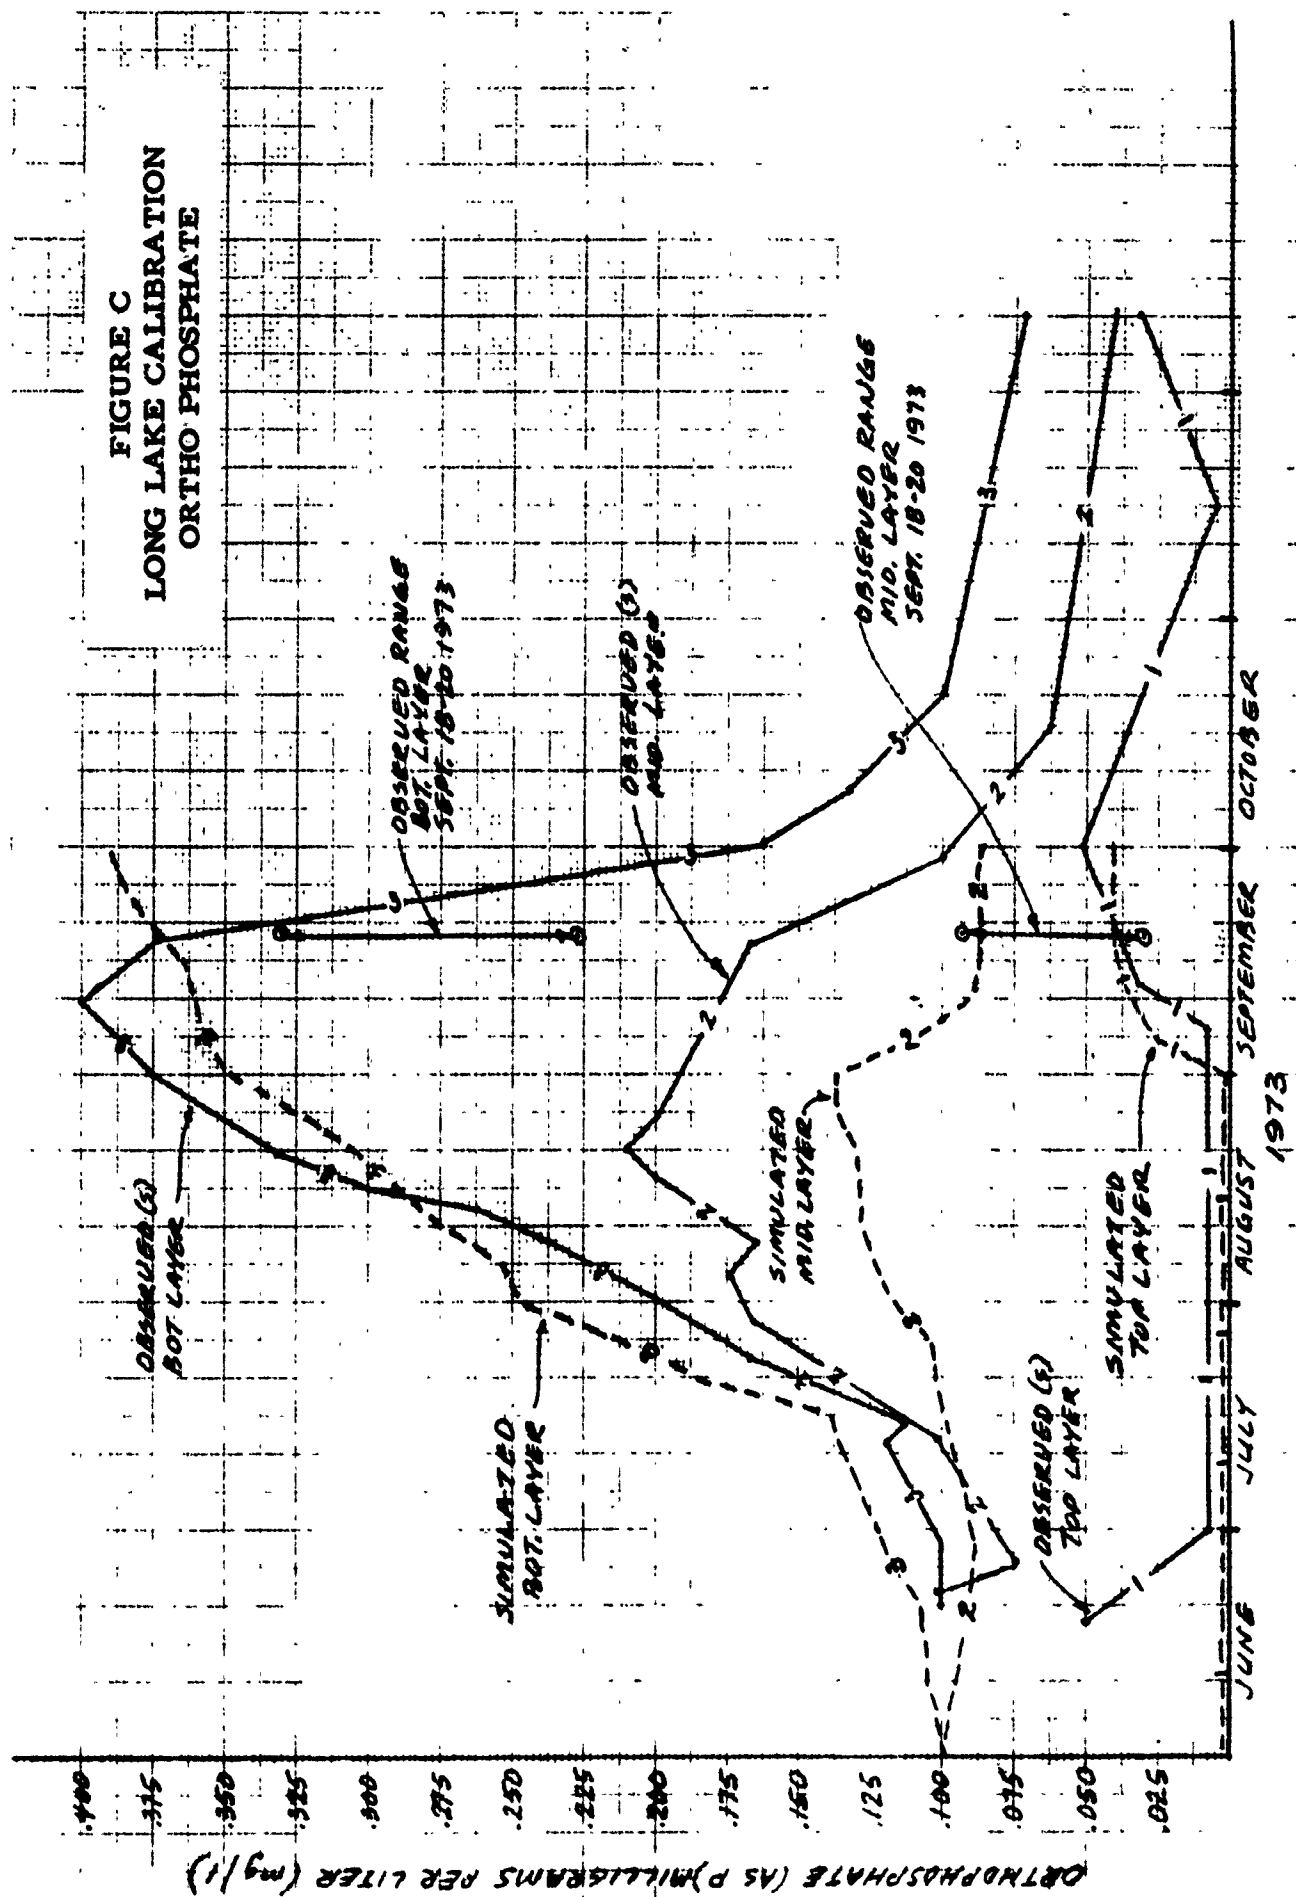 FIGURE C
LONG LAKE CALIBRATION
ORTHO PHOSPHATE
ORTHOPHOSPHATE (AS P) MILLIGRAMS PER LITER (mg/l)
.400
.375
.350
.325
.300
.275
.250
.225
.200
.175
.150
.125
.100
.075
.050
.025
OBSERVED (3)
BOT LAYER
SIMULATED
BOT. LAYER
OBSERVED RANGE
BOT. LAYER
SEPT. 18-20 1973
OBSERVED (3)
MID. LAYER
SIMULATED
MID. LAYER
OBSERVED RANGE
MID. LAYER
SEPT. 18-20 1973
OBSERVED (3)
TOP LAYER
SIMULATED
TOP LAYER
JUNE JULY AUGUST SEPTEMBER OCTOBER
1973